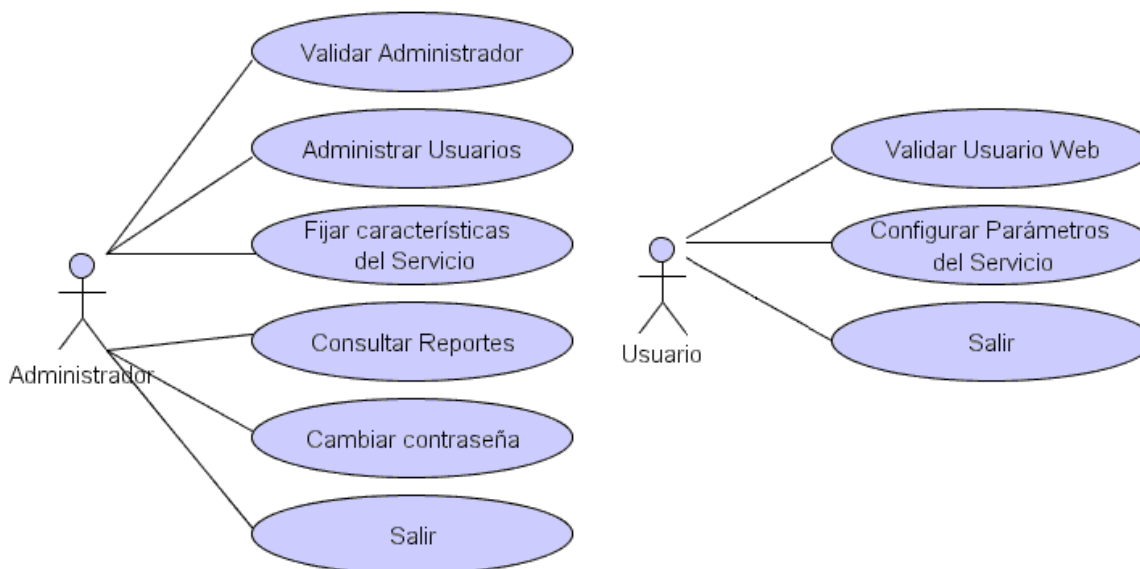 Validar Administrador
Administrar Usuarios
Fijar características
del Servicio
Consultar Reportes
Cambiar contraseña
Salir
Administrador
Validar Usuario Web
Configurar Parámetros
del Servicio
Salir
Usuario